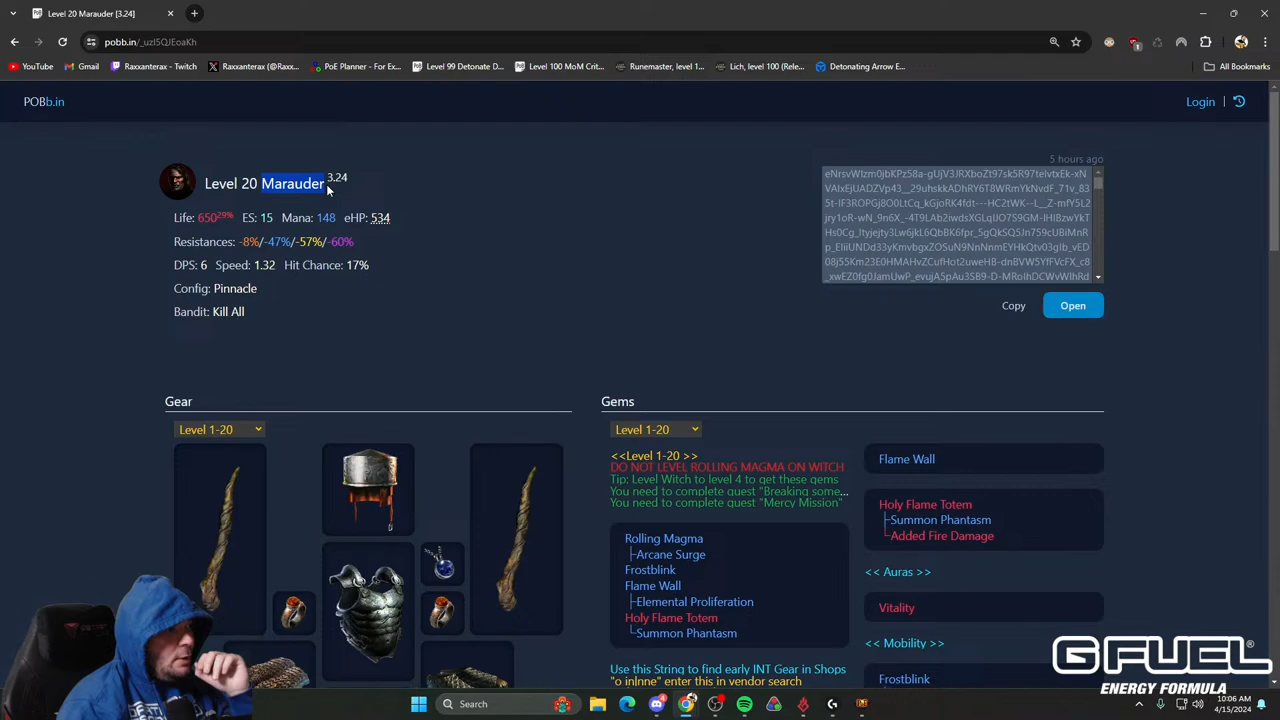 Level 20 Marauder [3.24]
pobb.in/_uzI5QJEoaKh
YouTube
Gmail
Raxxanterax - Twitch
Raxxanterax (@Raxx...
PoE Planner - For Ex...
Level 99 Detonate D...
Level 100 MoM Crit...
Runemaster, level 1...
Lich, level 100 (Rele...
Detonating Arrow E...
All Bookmarks
POBb.in
Login
5 hours ago
Level 20 Marauder 3.24
Life: 650 29% ES: 15 Mana: 148 eHP: 534
Resistances: -8%/-47%/-57%/-60%
DPS: 6 Speed: 1.32 Hit Chance: 17%
Config: Pinnacle
Bandit: Kill All
Copy
Open
Gear
Level 1-20
Gems
Level 1-20
<<Level 1-20 >>
DO NOT LEVEL ROLLING MAGMA ON WITCH
Tip: Level Witch to level 4 to get these gems
You need to complete quest "Breaking some...
You need to complete quest "Mercy Mission"
Rolling Magma
Arcane Surge
Frostblink
Flame Wall
Elemental Proliferation
Holy Flame Totem
Summon Phantasm
Use this String to find early INT Gear in Shops
"o inlnne" enter this in vendor search
Flame Wall
Holy Flame Totem
Summon Phantasm
Added Fire Damage
<< Auras >>
Vitality
<< Mobility >>
Frostblink
GFUEL
ENERGY FORMULA
Search
10:06 AM
4/15/2024